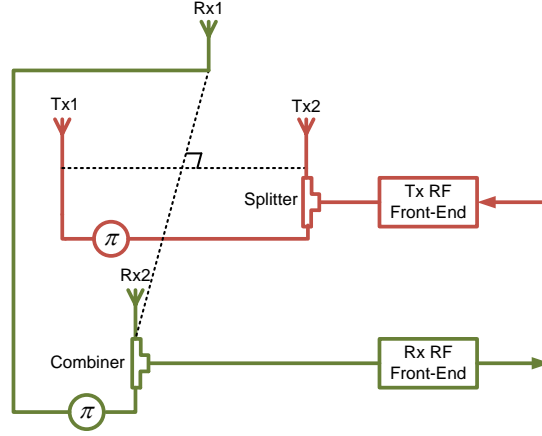 Rx1
Tx1
Tx2
Splitter
Tx RF
Front-End
π
Rx2
Combiner
Rx RF
Front-End
π